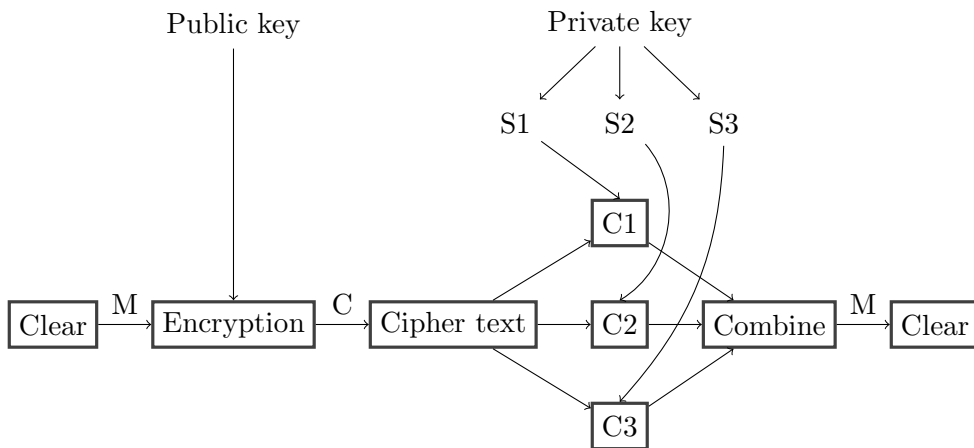 Public key
Private key
S1
S2
S3
C1
Clear
M
Encryption
C
Cipher text
C2
Combine
M
Clear
C3